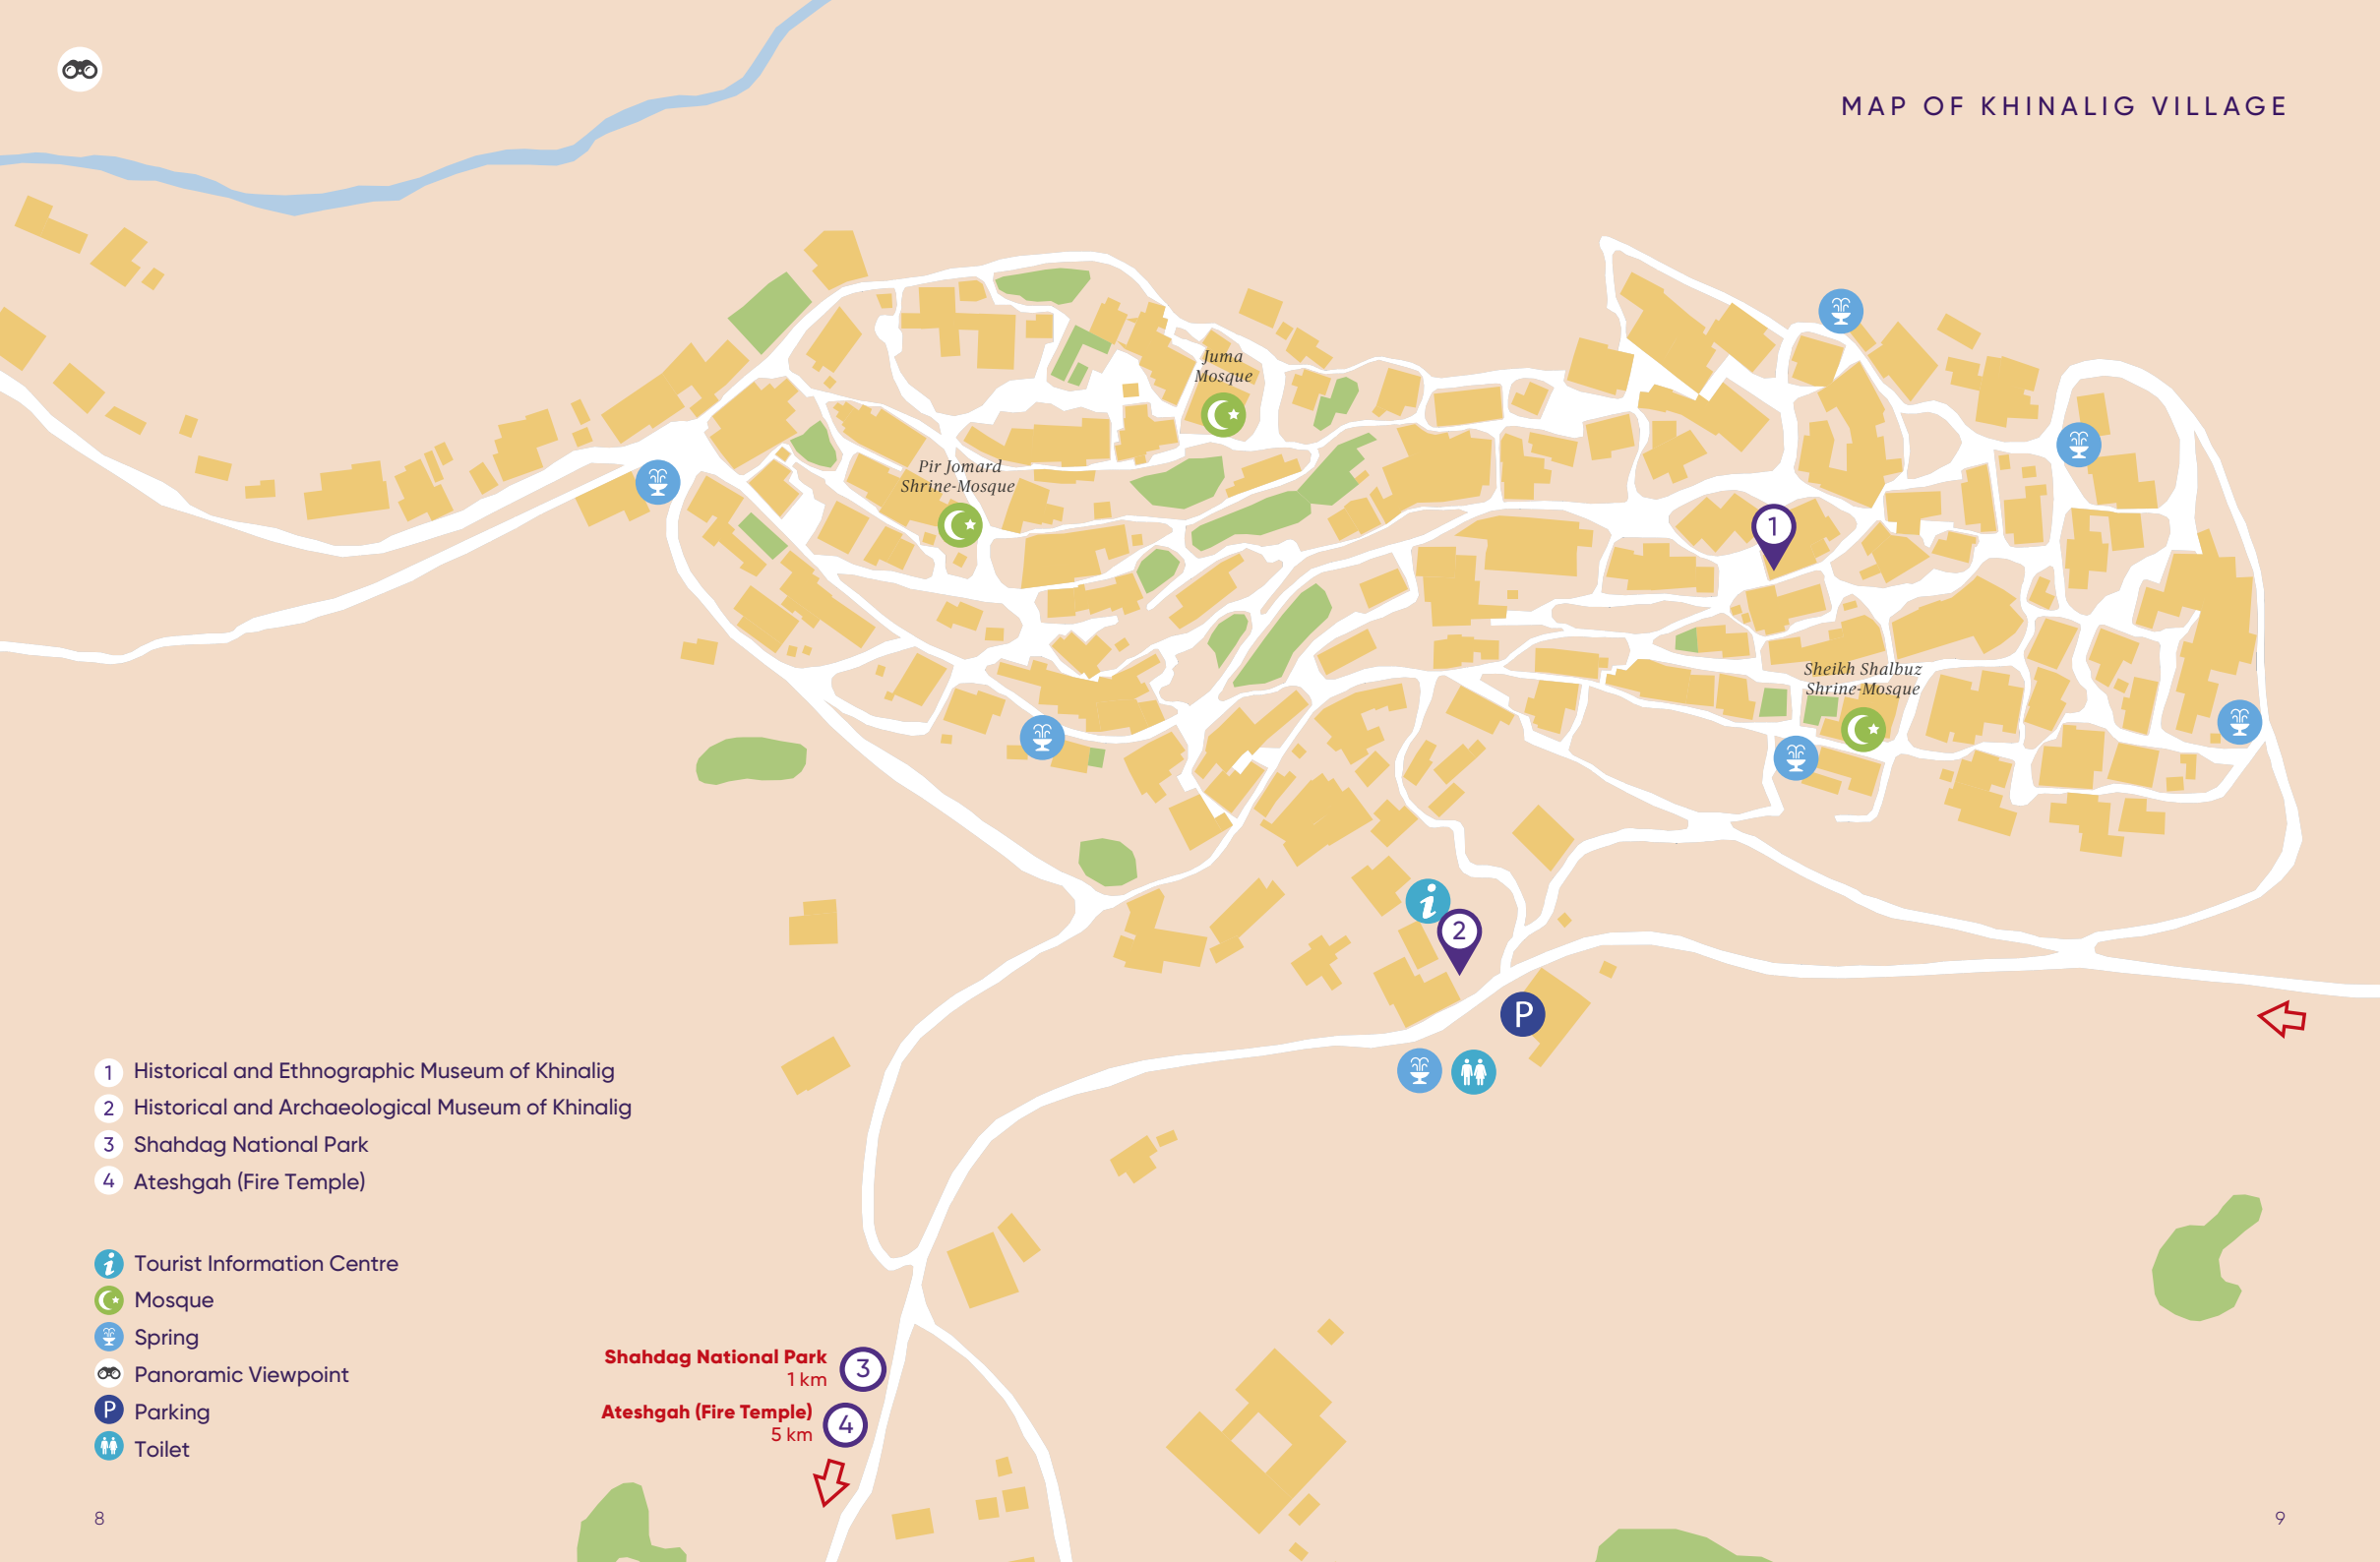 MAP OF KHINALIG VILLAGE
Juma
Mosque
Pir Jomard
Shrine-Mosque
1
Sheikh Shalbuz
Shrine-Mosque
i
2
P
1 Historical and Ethnographic Museum of Khinalig
2 Historical and Archaeological Museum of Khinalig
3 Shahdag National Park
4 Ateshgah (Fire Temple)
i Tourist Information Centre
Mosque
Spring
Panoramic Viewpoint
P Parking
Toilet
Shahdag National Park 3
1 km
Ateshgah (Fire Temple) 4
5 km
8
9